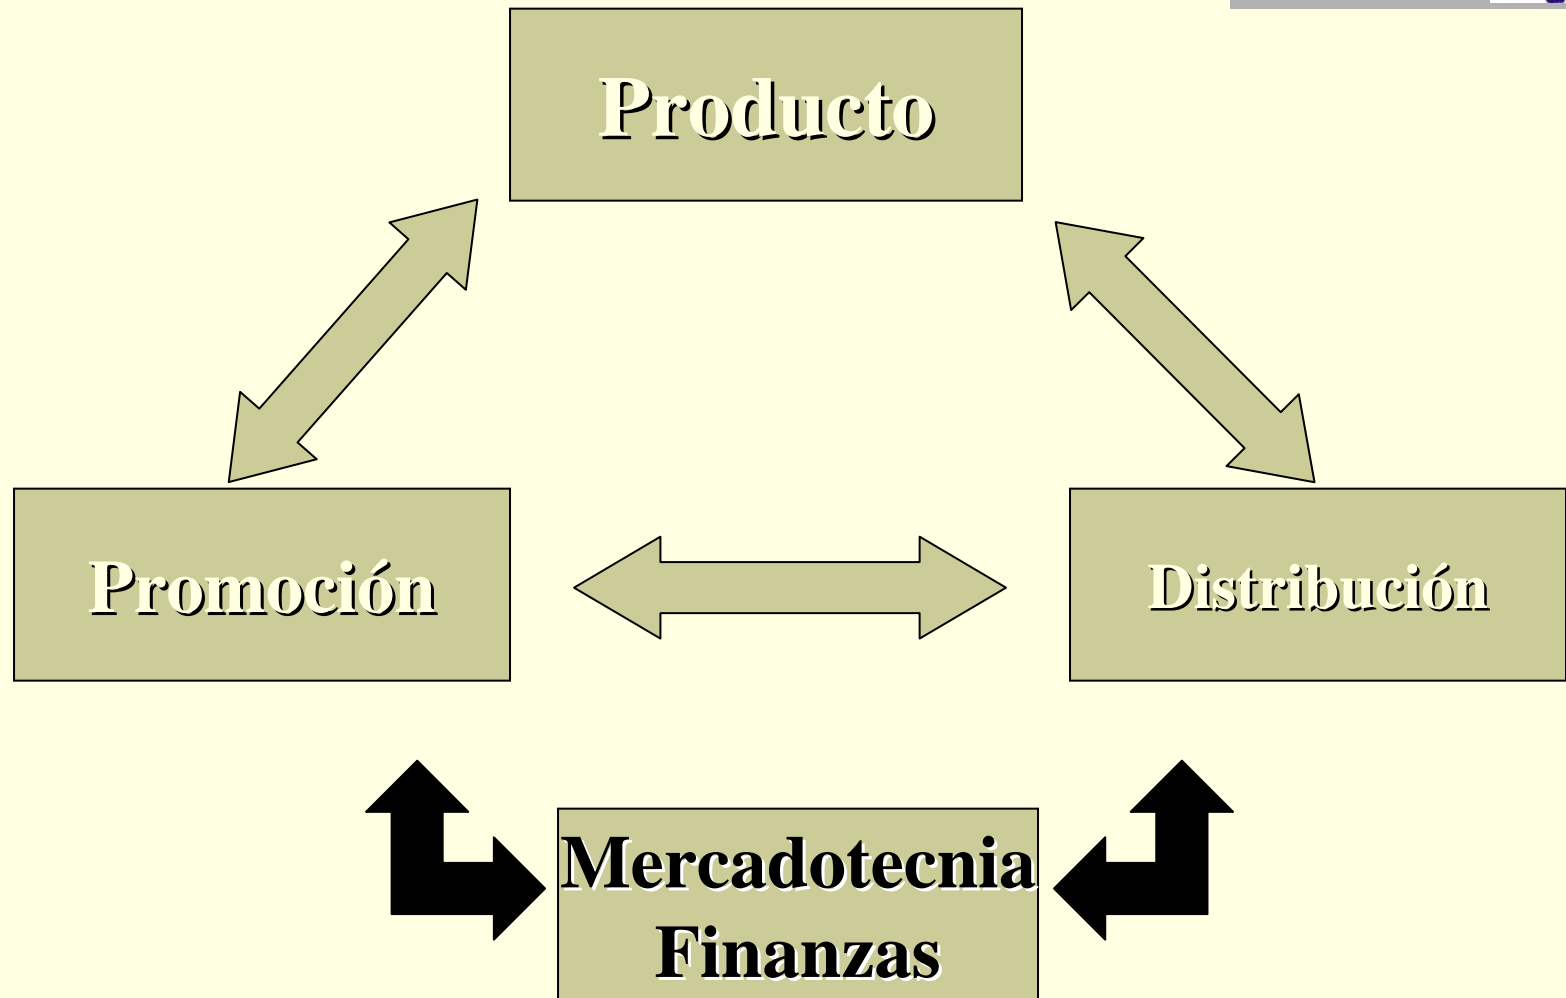 Producto
Promoción
Distribución
Mercadotecnia
Finanzas